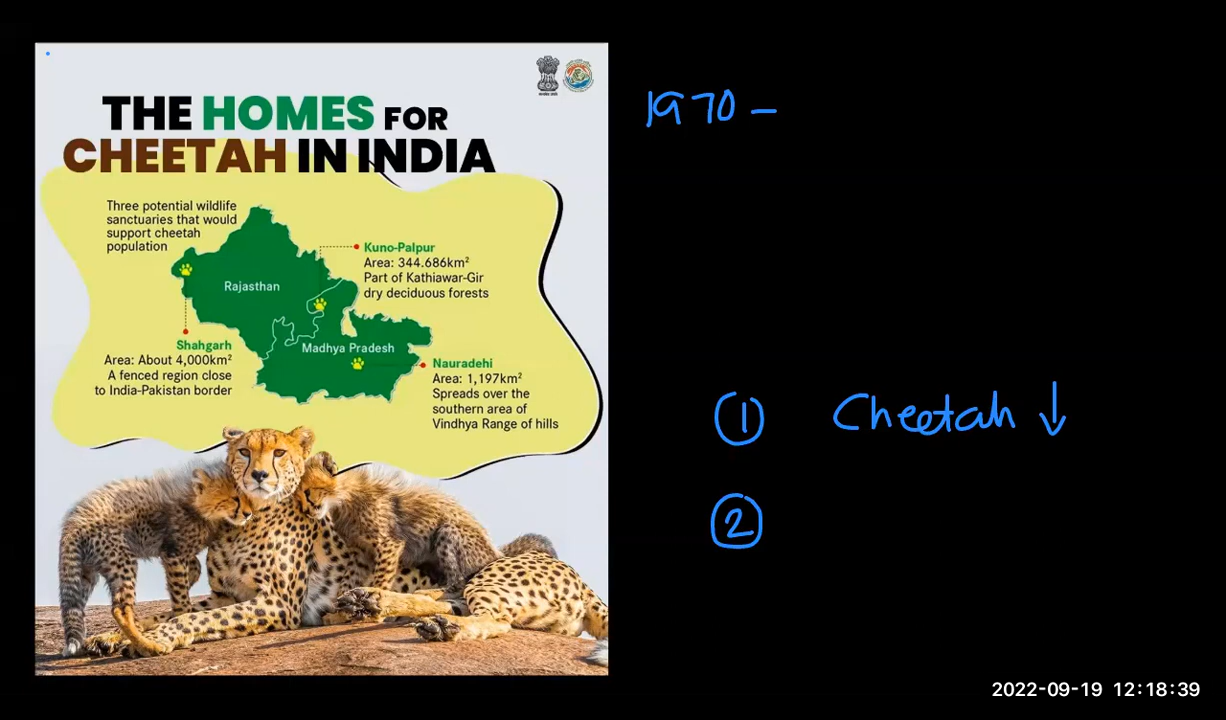 THE HOMES FOR
CHEETAH IN INDIA
Three potential wildlife
sanctuaries that would
support cheetah
population
Kuno-Palpur
Area: 344.686km²
Part of Kathiawar-Gir
dry deciduous forests
Rajasthan
Shahgarh
Area: About 4,000km²
A fenced region close
to India-Pakistan border
Madhya Pradesh
Nauradehi
Area: 1,197km²
Spreads over the
southern area of
Vindhya Range of hills
1970 –
① Cheetah ↓
②
2022-09-19 12:18:39